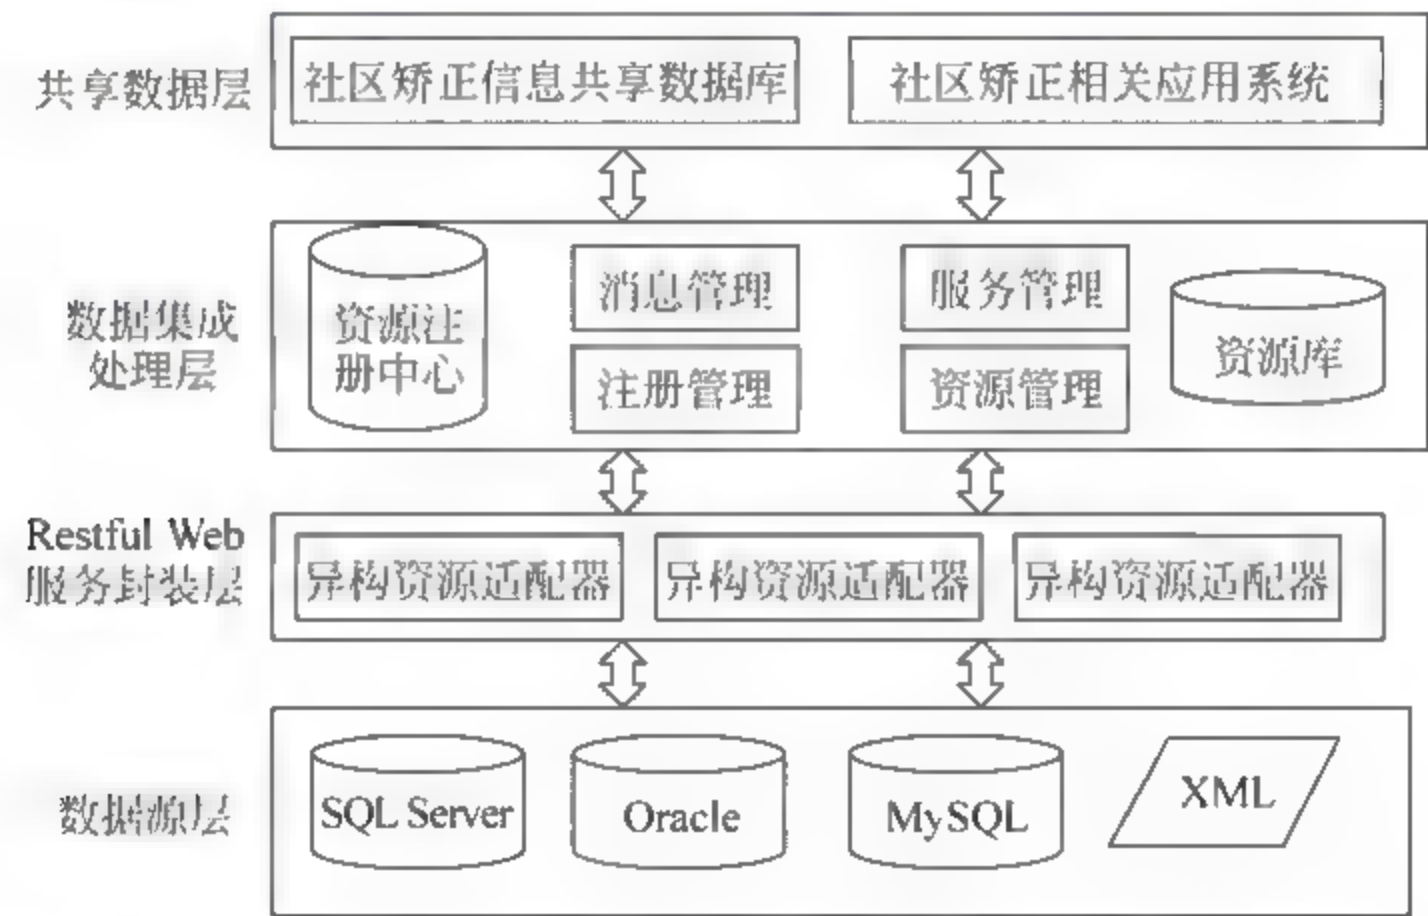 共享数据层
社区矫正信息共享数据库
社区矫正相关应用系统
数据集成
处理层
资源注
册中心
消息管理
服务管理
注册管理
资源管理
资源库
Restful Web
服务封装层
异构资源适配器
异构资源适配器
异构资源适配器
数据源层
SQL Server
Oracle
MySQL
XML